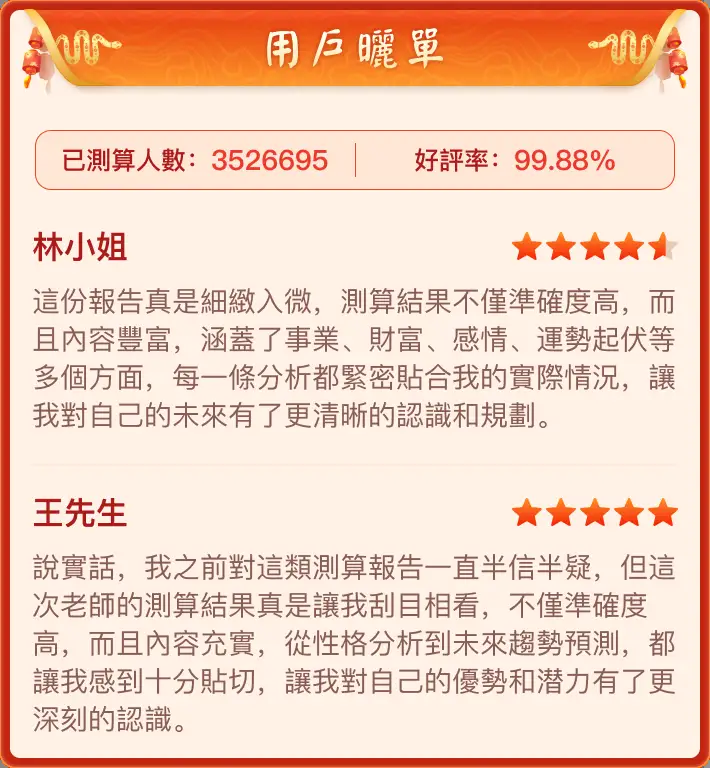 用戶曬單
已測算人數：3526695
好評率：99.88%
林小姐
這份報告真是細緻入微，測算結果不僅準確度高，而
且內容豐富，涵蓋了事業、財富、感情、運勢起伏等
多個方面，每一條分析都緊密貼合我的實際情況，讓
我對自己的未來有了更清晰的認識和規劃。
王先生
說實話，我之前對這類測算報告一直半信半疑，但這
次老師的測算結果真是讓我刮目相看，不僅準確度
高，而且內容充實，從性格分析到未來趨勢預測，都
讓我感到十分貼切，讓我對自己的優勢和潛力有了更
深刻的認識。